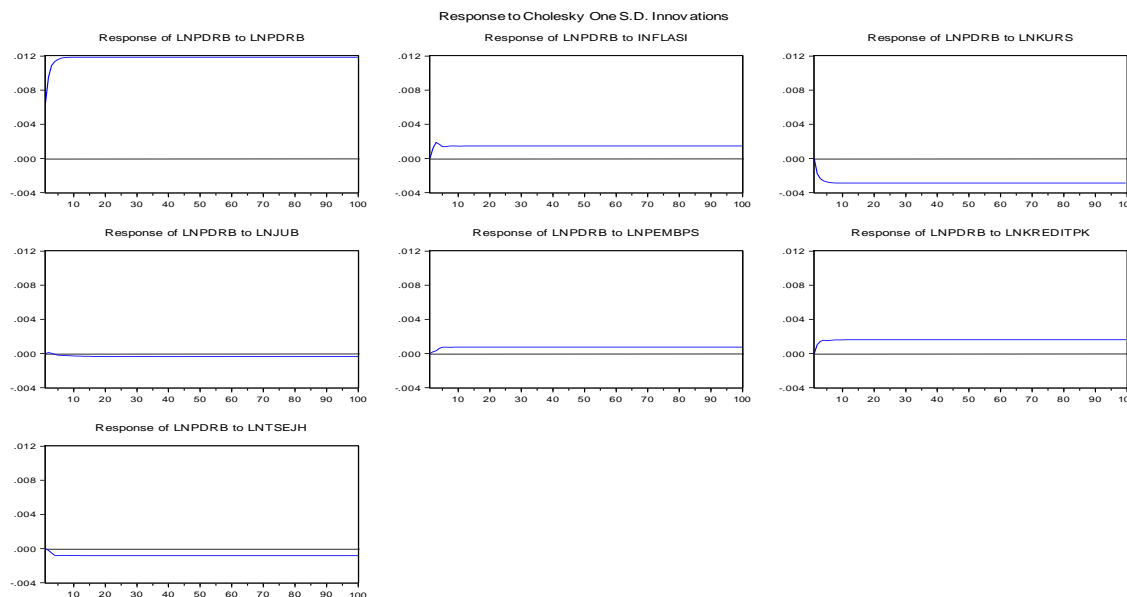 Response to Cholesky One S.D. Innovations
Response of LNPDRB to LNPDRB
.012
.008
.004
.000
-.004
10 20 30 40 50 60 70 80 90 100
Response of LNPDRB to INFLASI
.012
.008
.004
.000
-.004
10 20 30 40 50 60 70 80 90 100
Response of LNPDRB to LNKURS
.012
.008
.004
.000
-.004
10 20 30 40 50 60 70 80 90 100
Response of LNPDRB to LNJUB
.012
.008
.004
.000
-.004
10 20 30 40 50 60 70 80 90 100
Response of LNPDRB to LNPEMBPS
.012
.008
.004
.000
-.004
10 20 30 40 50 60 70 80 90 100
Response of LNPDRB to LNKREDITPK
.012
.008
.004
.000
-.004
10 20 30 40 50 60 70 80 90 100
Response of LNPDRB to LNTSEJH
.012
.008
.004
.000
-.004
10 20 30 40 50 60 70 80 90 100